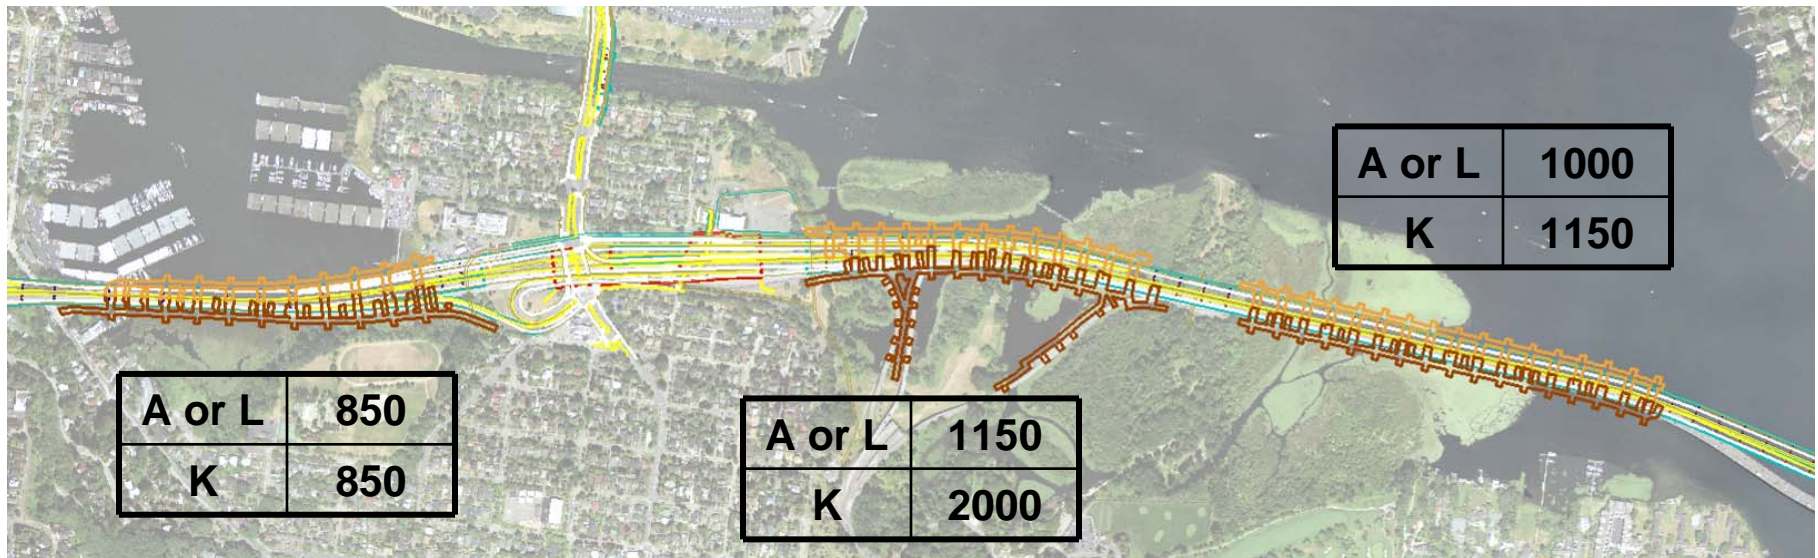 A or L 1000
K 1150
A or L 850
K 850
A or L 1150
K 2000